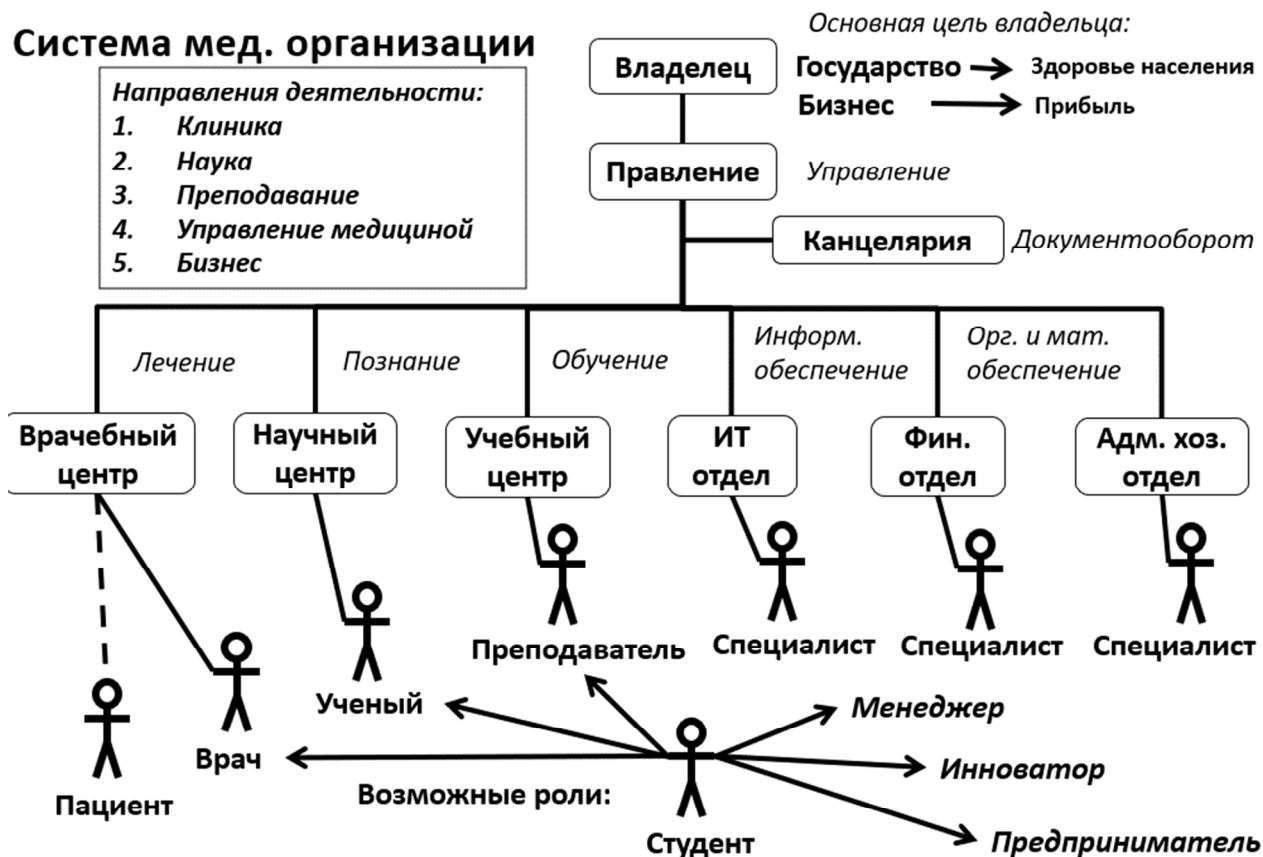 Система мед. организации
Направления деятельности:
1. Клиника
2. Наука
3. Преподавание
4. Управление медициной
5. Бизнес
Основная цель владельца:
Владелец
Государство
Здоровье населения
Бизнес
Прибыль
Правление
Управление
Канцелярия
Документооборот
Лечение
Познание
Обучение
Информ.
обеспечение
Орг. и мат.
обеспечение
Врачебный
центр
Научный
центр
Учебный
центр
ИТ
отдел
Фин.
отдел
Адм. хоз.
отдел
Преподаватель
Специалист
Специалист
Специалист
Ученый
Врач
Пациент
Возможные роли:
Студент
Менеджер
Инноватор
Предприниматель